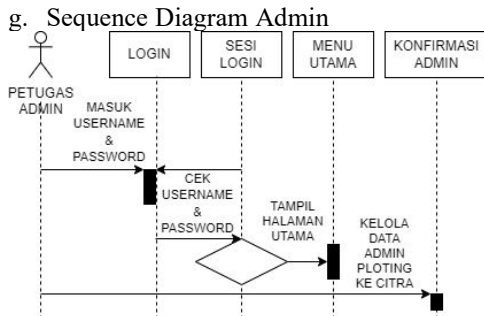 g. Sequence Diagram Admin
PETUGAS
ADMIN
LOGIN
SESI
LOGIN
MENU
UTAMA
KONFIRMASI
ADMIN
MASUK
USERNAME
&
PASSWORD
CEK
USERNAME
&
PASSWORD
TAMPIL
HALAMAN
UTAMA
KELOLA
DATA
ADMIN
PLOTING
KE CITRA